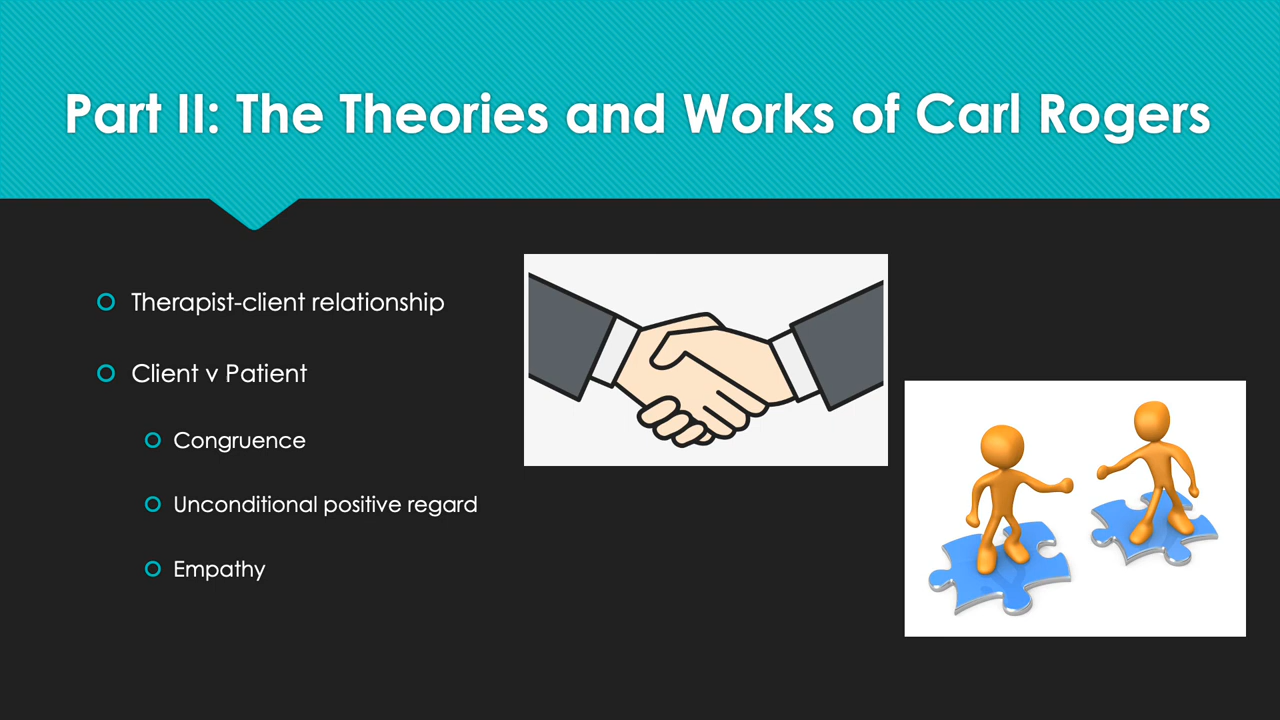 Part II: The Theories and Works of Carl Rogers
Therapist-client relationship
Client v Patient
Congruence
Unconditional positive regard
Empathy